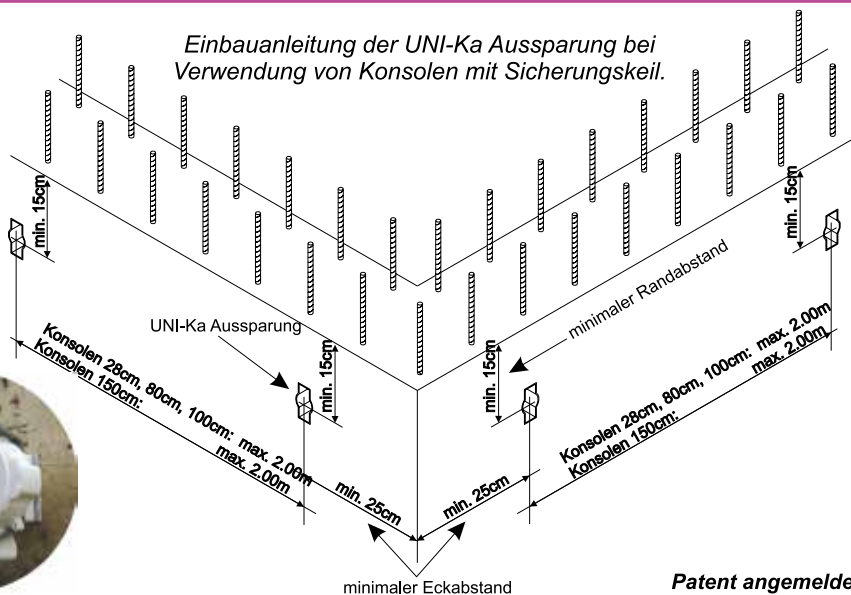 Einbauanleitung der UNI-Ka Aussparung bei
Verwendung von Konsolen mit Sicherungskeil.
min. 15cm
min. 15cm
UNI-Ka Aussparung
minimaler Randabstand
min. 15cm
min. 15cm
Konsolen 28cm, 80cm, 100cm: max. 2.00m
Konsolen 150cm: max. 2.00m
Konsolen 28cm, 80cm, 100cm: max. 2.00m
Konsolen 150cm: max. 2.00m
min. 25cm
min. 25cm
minimaler Eckabstand
Patent angemelde